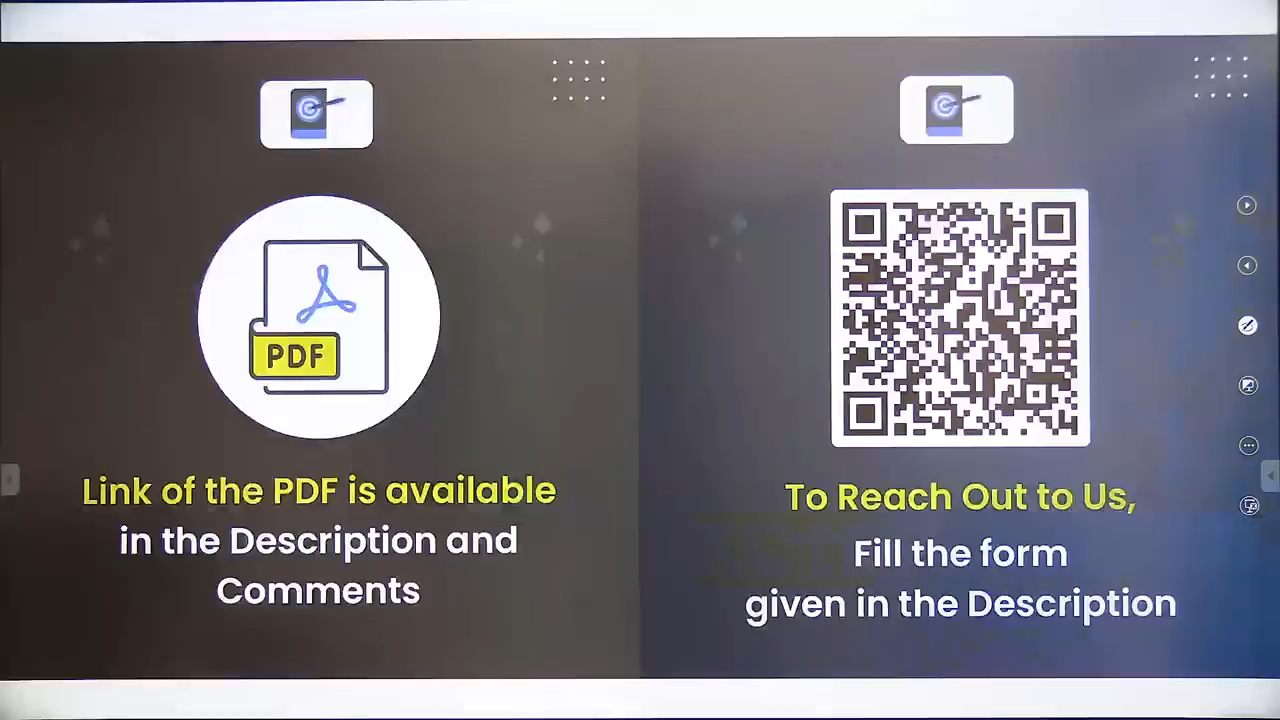 PDF
Link of the PDF is available
in the Description and
Comments
To Reach Out to Us,
Fill the form
given in the Description